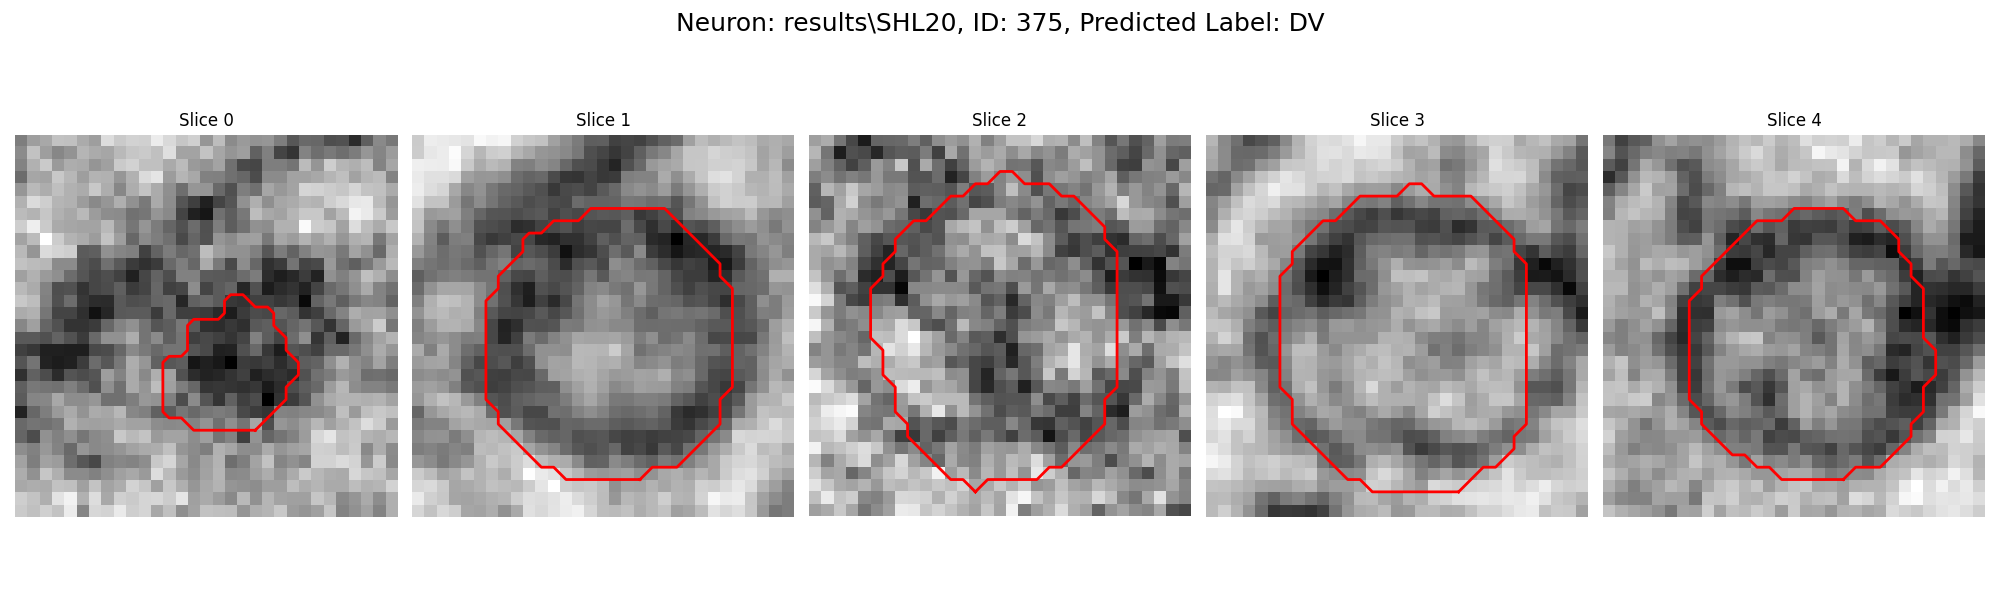 Neuron: results\SHL20, ID: 375, Predicted Label: DV
Slice 0
Slice 1
Slice 2
Slice 3
Slice 4